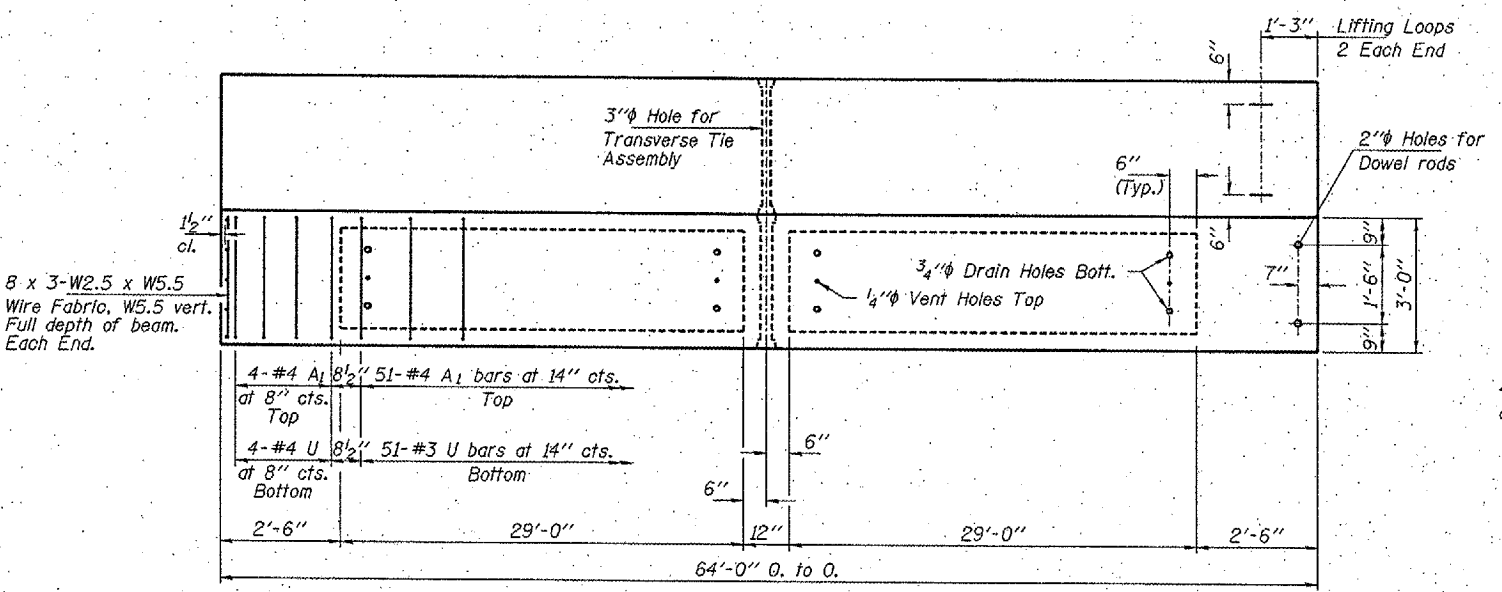 1'-3"
Lifting Loops
2 Each End
6"
3"φ Hole for
Transverse Tie
Assembly
2"φ Holes for
Dowel rods
6"
(Typ.)
1½"
cl.
6"
9"
8 x 3-W2.5 x W5.5
Wire Fabric, W5.5 vert.
Full depth of beam.
Each End.
¾"φ Drain Holes Bott.
¼"φ Vent Holes Top
7"
1'-6"
3'-0"
9"
4-#4 A1
8½"
51-#4 A1 bars at 14" cts.
at 8" cts.
Top
Top
4-#4 U
8½"
51-#3 U bars at 14" cts.
at 8" cts.
Bottom
Bottom
6"
6"
2'-6"
29'-0"
12"
29'-0"
2'-6"
64'-0" O. to O.